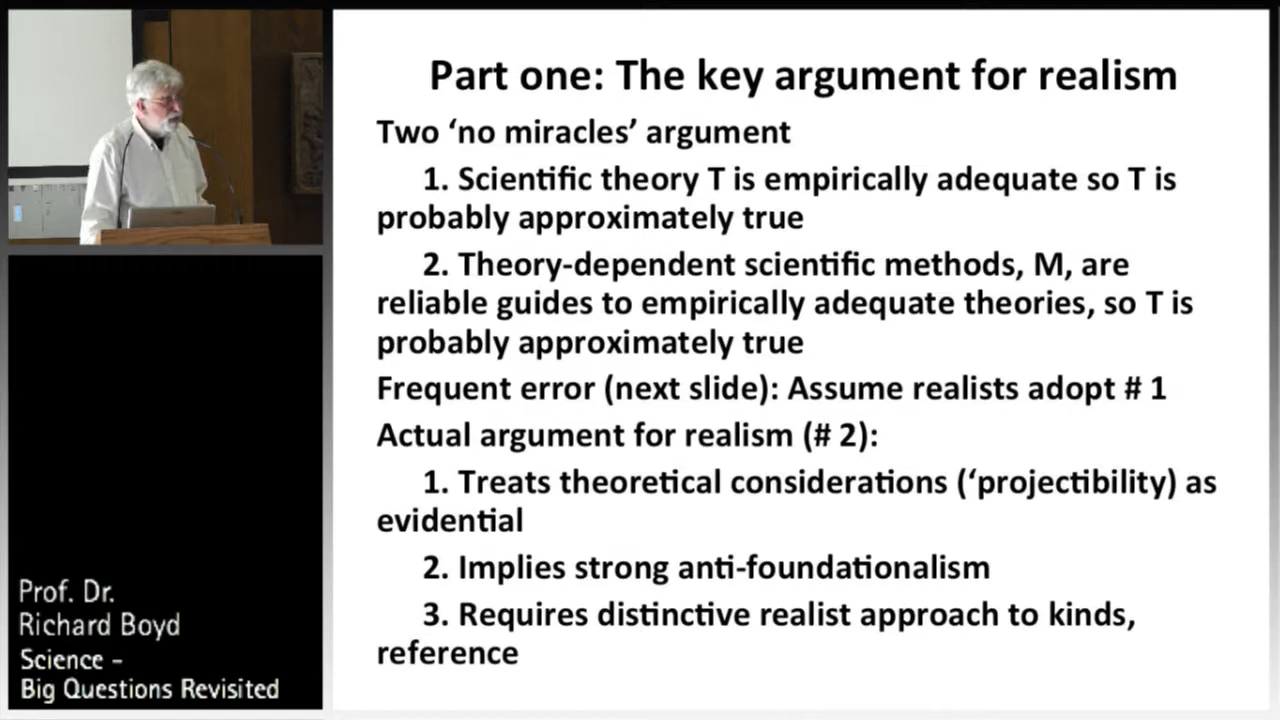 Part one: The key argument for realism
Two ‘no miracles’ argument
1. Scientific theory T is empirically adequate so T is
probably approximately true
2. Theory-dependent scientific methods, M, are
reliable guides to empirically adequate theories, so T is
probably approximately true
Frequent error (next slide): Assume realists adopt # 1
Actual argument for realism (# 2):
1. Treats theoretical considerations (‘projectibility) as
evidential
2. Implies strong anti-foundationalism
3. Requires distinctive realist approach to kinds,
reference
Prof. Dr.
Richard Boyd
Science –
Big Questions Revisited